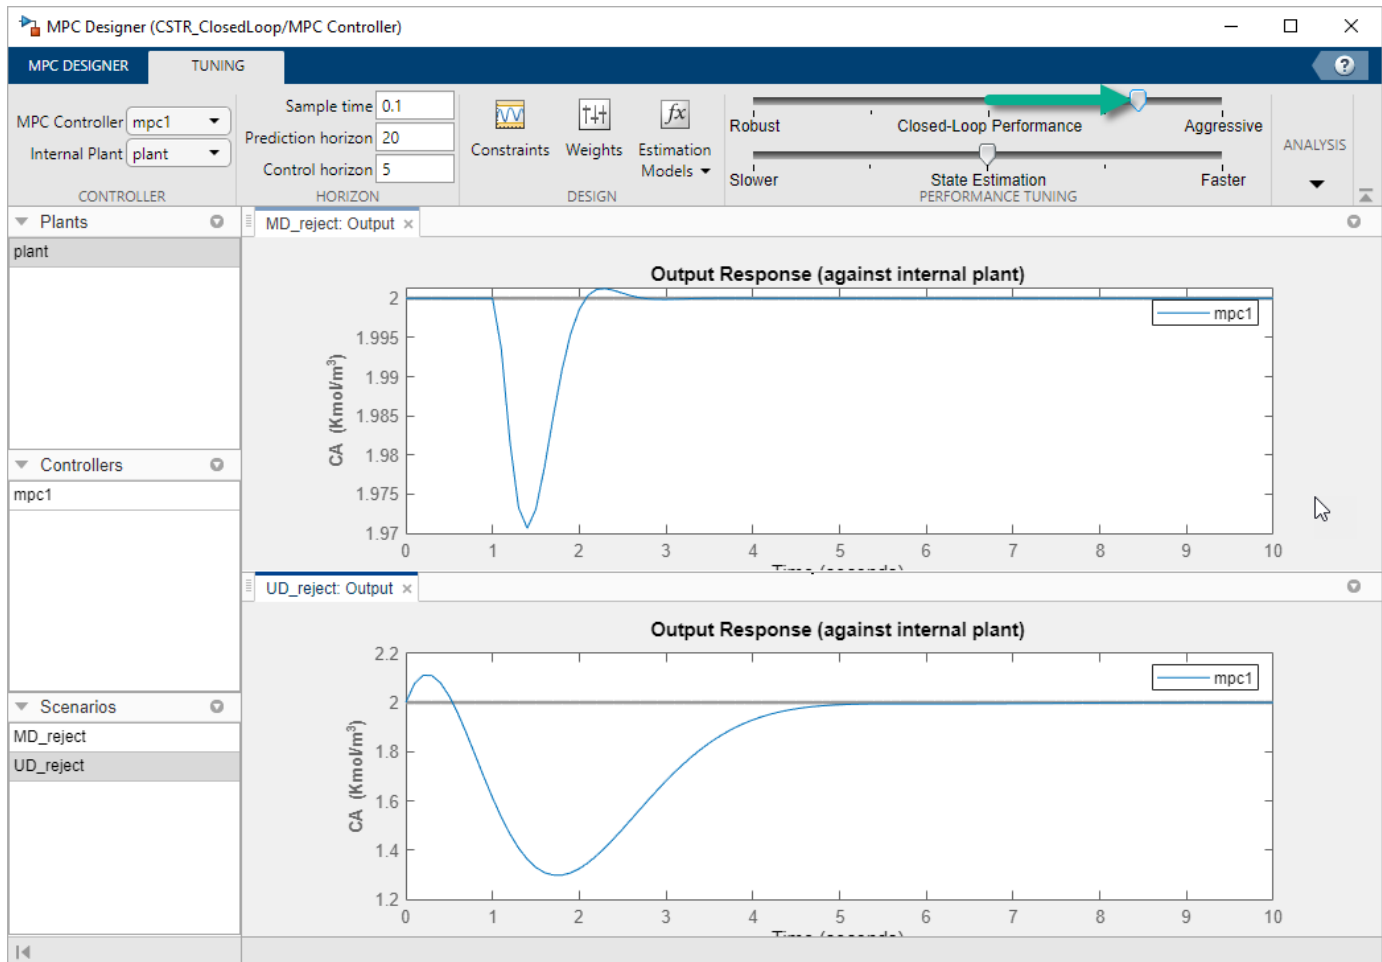 MPC Designer (CSTR_ClosedLoop/MPC Controller)
MPC DESIGNER TUNING
MPC Controller mpc1
Internal Plant plant
CONTROLLER
Sample time 0.1
Prediction horizon 20
Control horizon 5
HORIZON
Constraints Weights Estimation Models
DESIGN
Robust Closed-Loop Performance Aggressive
Slower State Estimation Faster
PERFORMANCE TUNING
ANALYSIS
Plants
plant
Controllers
mpc1
Scenarios
MD_reject
UD_reject
MD_reject: Output
Output Response (against internal plant)
mpc1
CA (Kmol/m³)
2
1.995
1.99
1.985
1.98
1.975
1.97
0 1 2 3 4 5 6 7 8 9 10
Time (seconds)
UD_reject: Output
Output Response (against internal plant)
mpc1
CA (Kmol/m³)
2.2
2
1.8
1.6
1.4
1.2
0 1 2 3 4 5 6 7 8 9 10
Time (seconds)